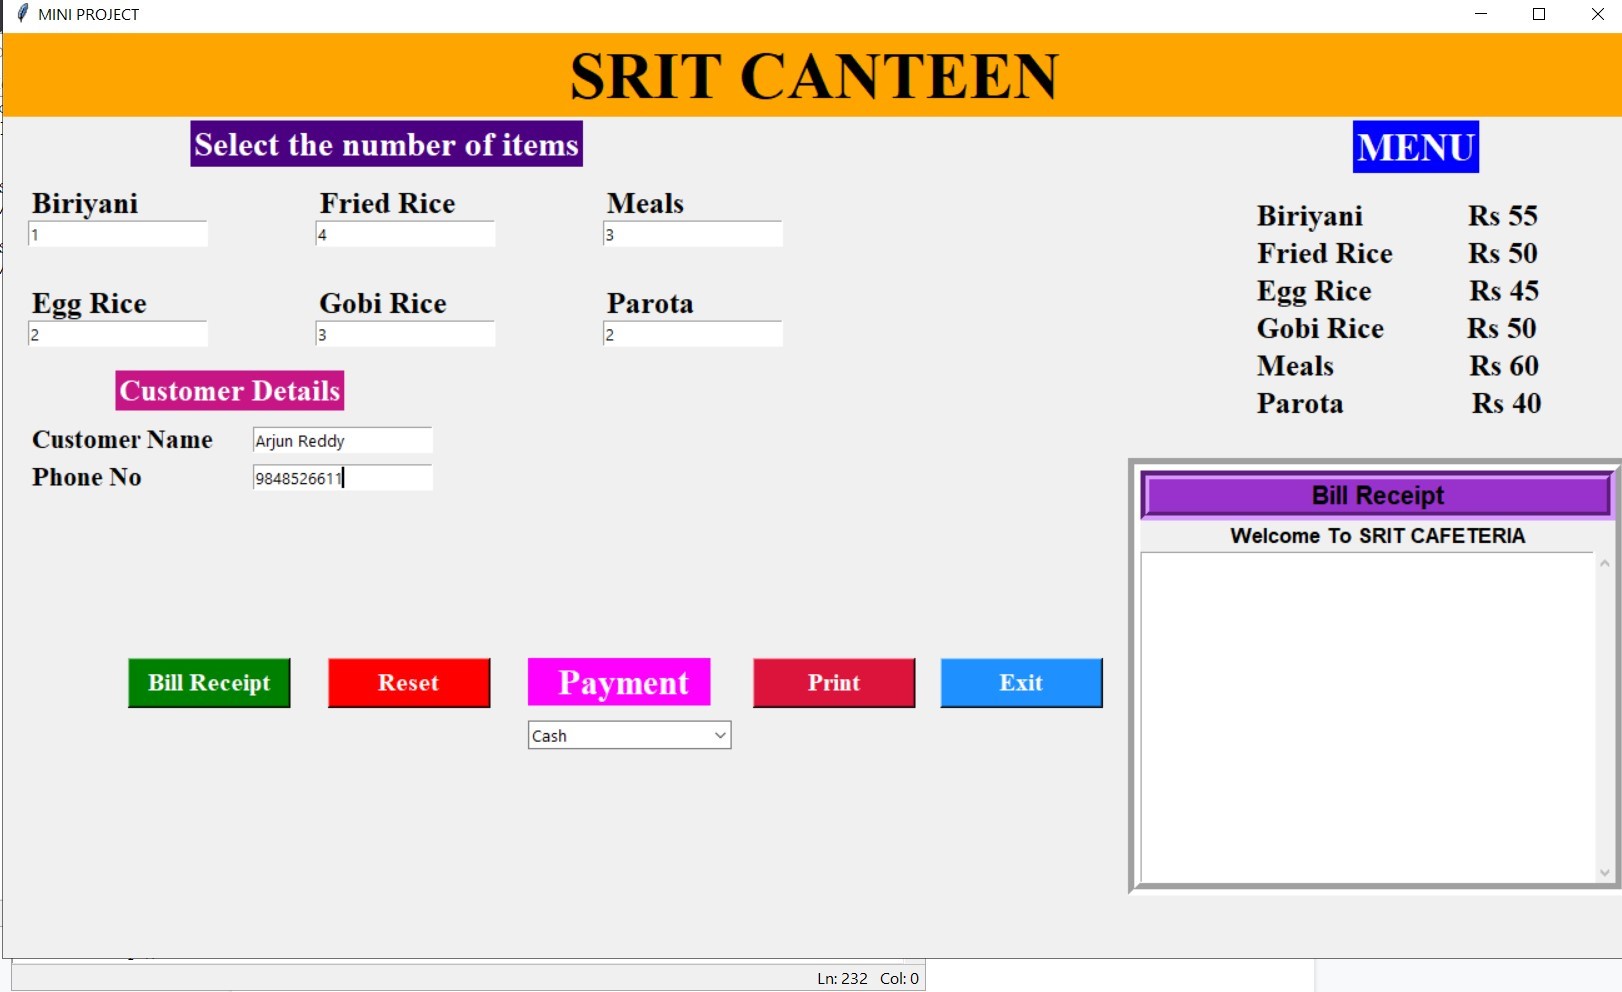 MINI PROJECT
SRIT CANTEEN
Select the number of items
MENU
Biriyani Fried Rice Meals
1 4 3
Egg Rice Gobi Rice Parota
2 3 2
Biriyani Rs 55
Fried Rice Rs 50
Egg Rice Rs 45
Gobi Rice Rs 50
Meals Rs 60
Parota Rs 40
Customer Details
Customer Name Arjun Reddy
Phone No 9848526611
Bill Receipt
Welcome To SRIT CAFETERIA
Bill Receipt Reset Payment Print Exit
Cash
Ln: 232 Col: 0